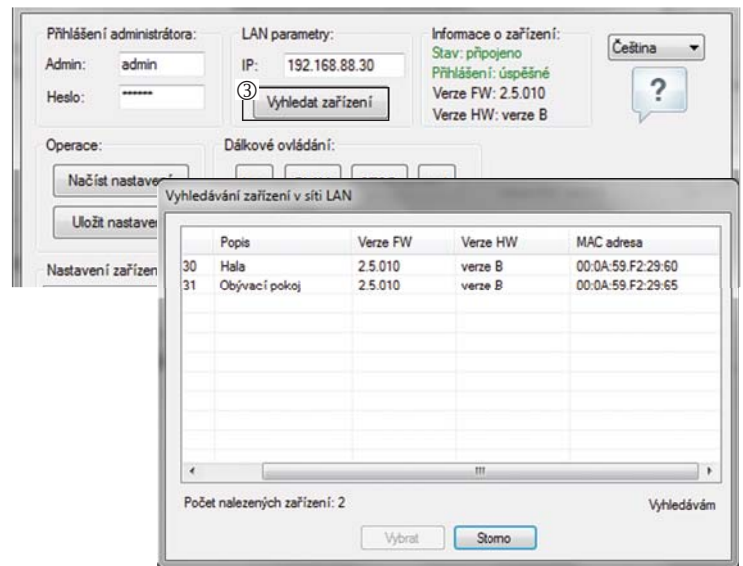 Přihlášení administrátora:
Admin: admin
Heslo: ******
LAN parametry:
IP: 192.168.88.30
③ Vyhledat zařízení
Informace o zařízení:
Stav: připojeno
Přihlášení: úspěšné
Verze FW: 2.5.010
Verze HW: verze B
Čeština
?
Operace:
Načíst
Uložit
Dálkové ovládání:
Nastavení
Vyhledávání zařízení v síti LAN
Popis Verze FW Verze HW MAC adresa
30 Hala 2.5.010 verze B 00:0A:59.F2:29:60
31 Obývací pokoj 2.5.010 verze B 00:0A:59.F2:29:65
Počet nalezených zařízení: 2
Vyhledávám
Vybrat
Storno